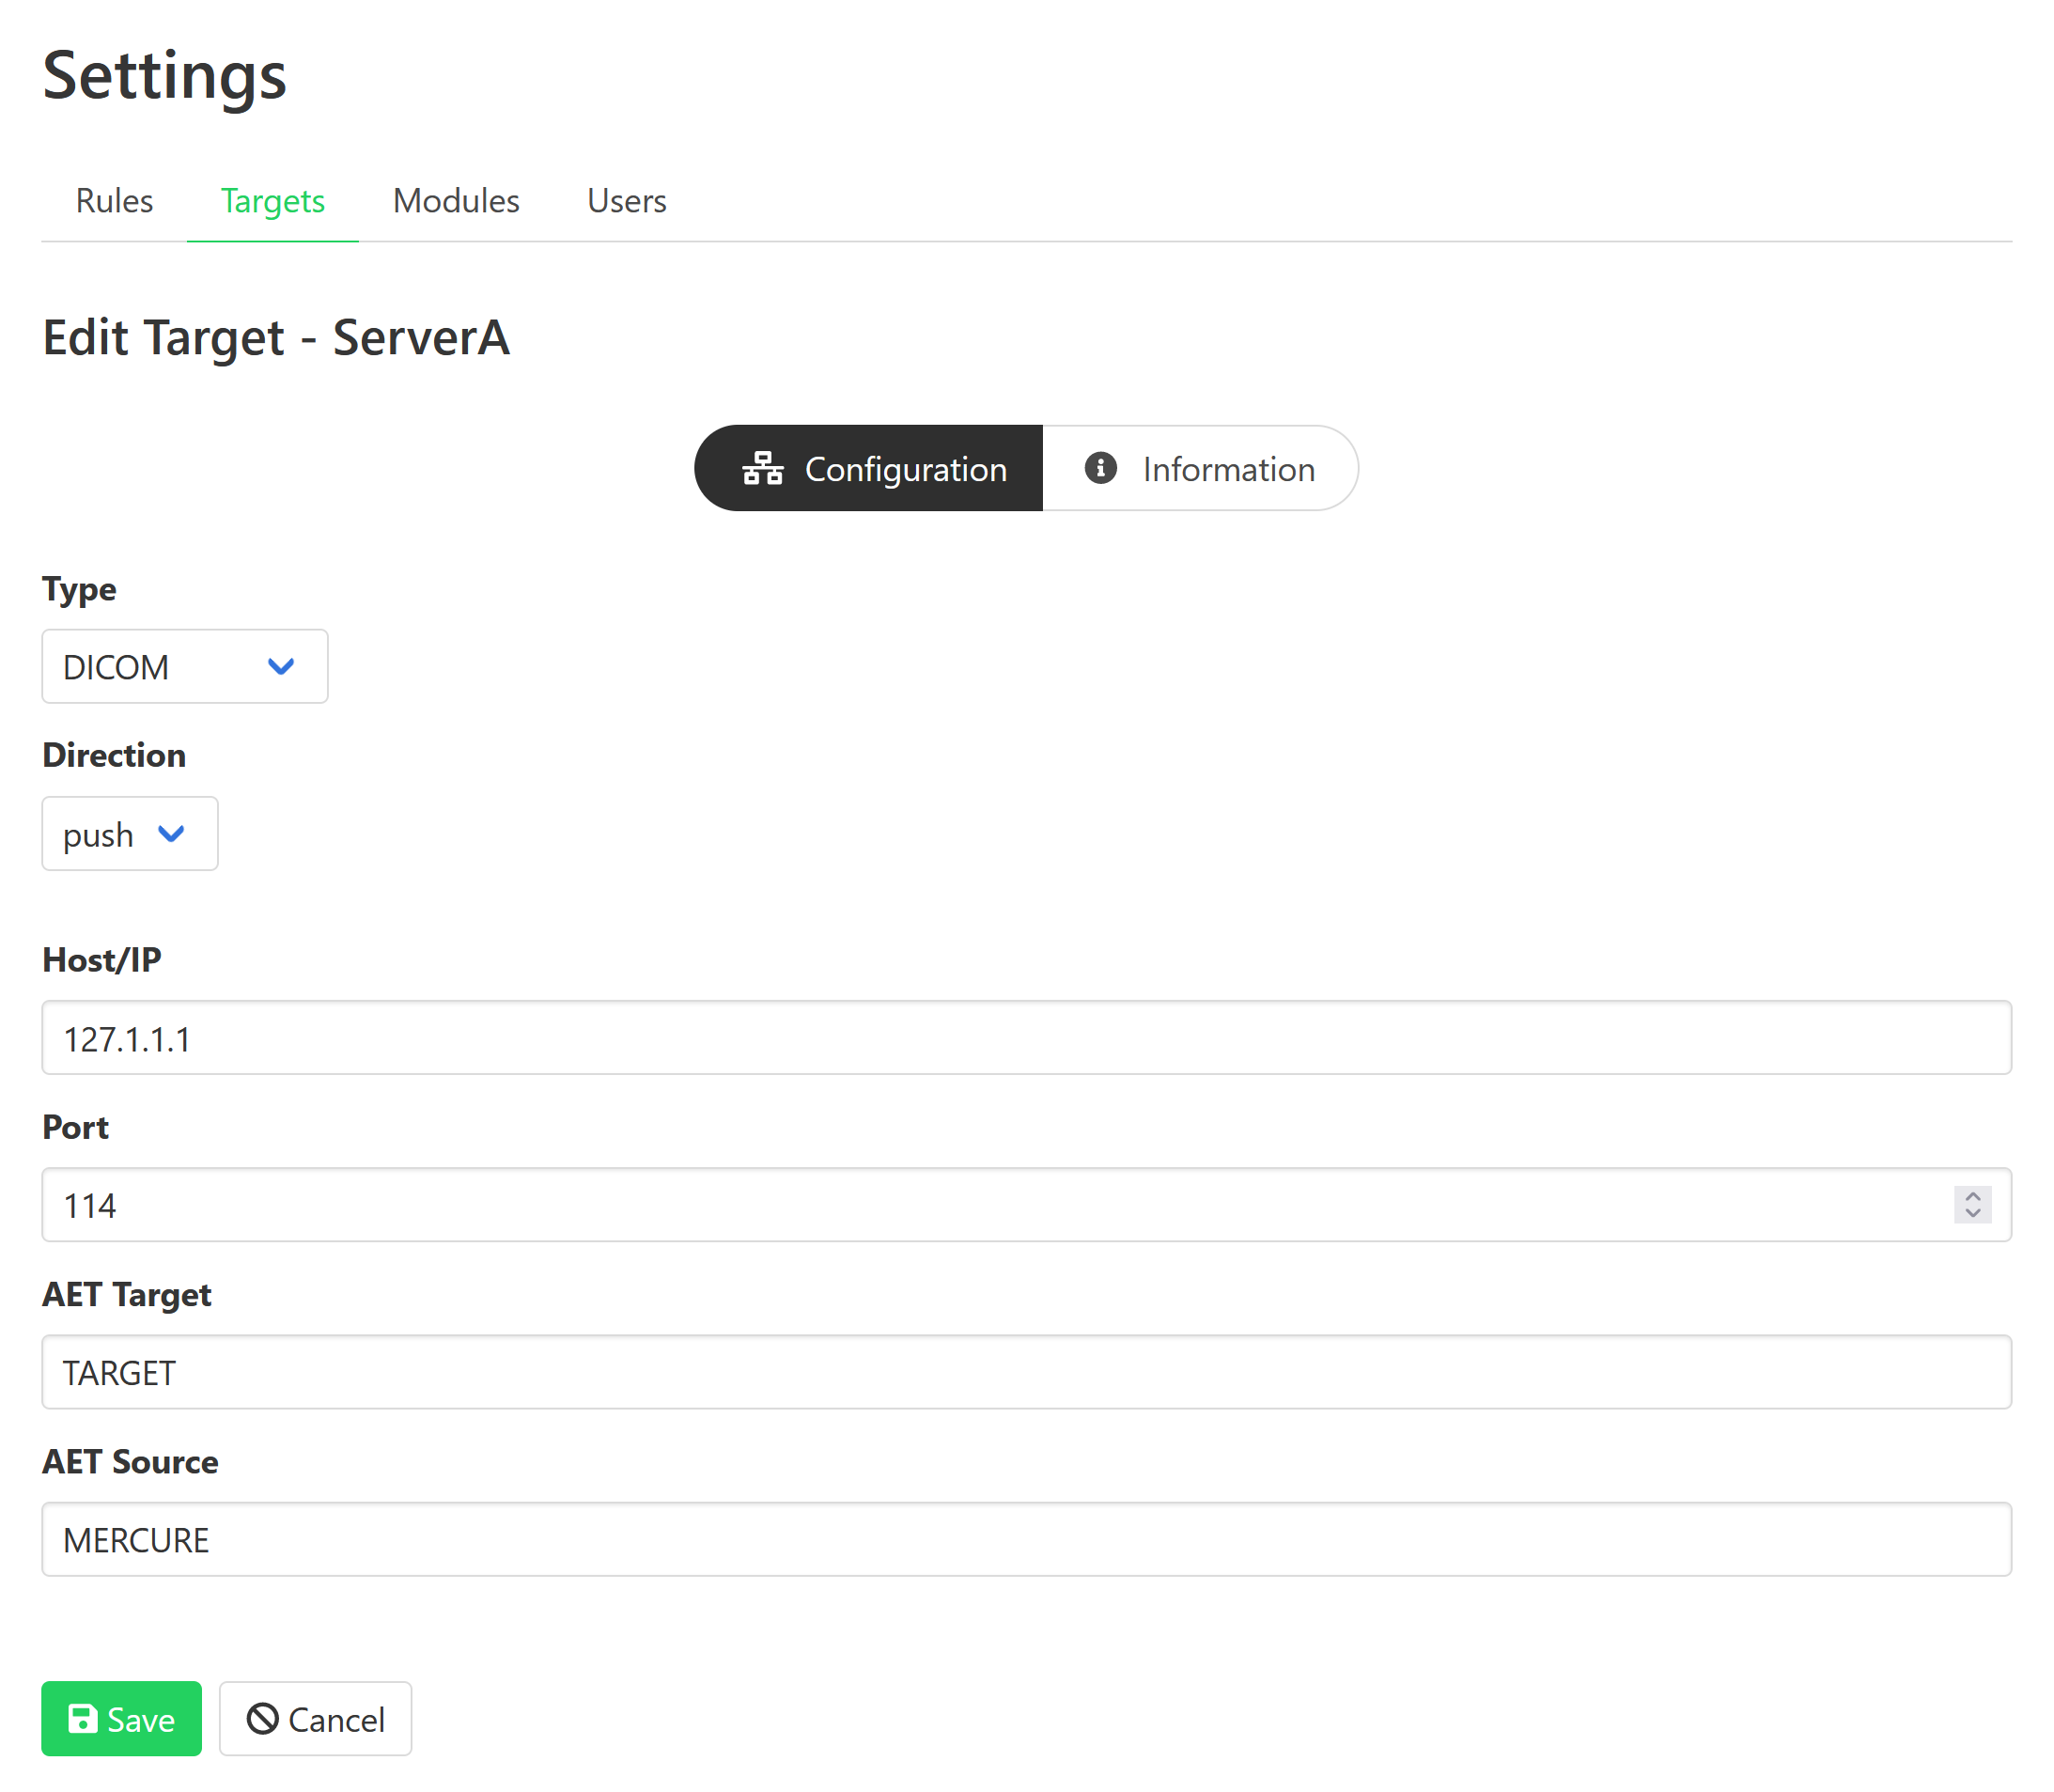 Settings
Rules Targets Modules Users
Edit Target - ServerA
Configuration Information
Type
DICOM
Direction
push
Host/IP
127.1.1.1
Port
114
AET Target
TARGET
AET Source
MERCURE
Save Cancel